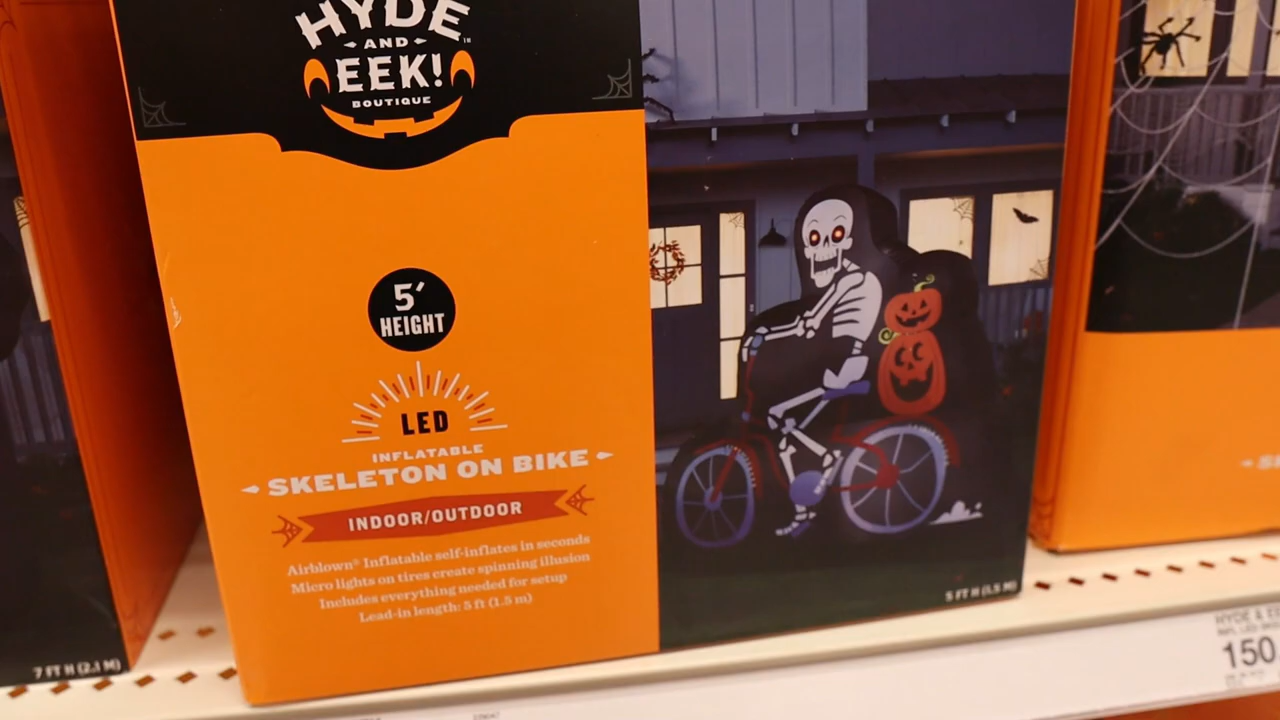 HYDE
AND
EEK!
BOUTIQUE
5′
HEIGHT
LED
INFLATABLE
SKELETON ON BIKE
INDOOR/OUTDOOR
Airblown® Inflatable self-inflates in seconds
Micro lights on tires create spinning illusion
Includes everything needed for setup
Lead-in length: 5 ft (1.5 m)
5 FT H (1.5 M)
7 FT H (2.1 M)
HYDE & E
150